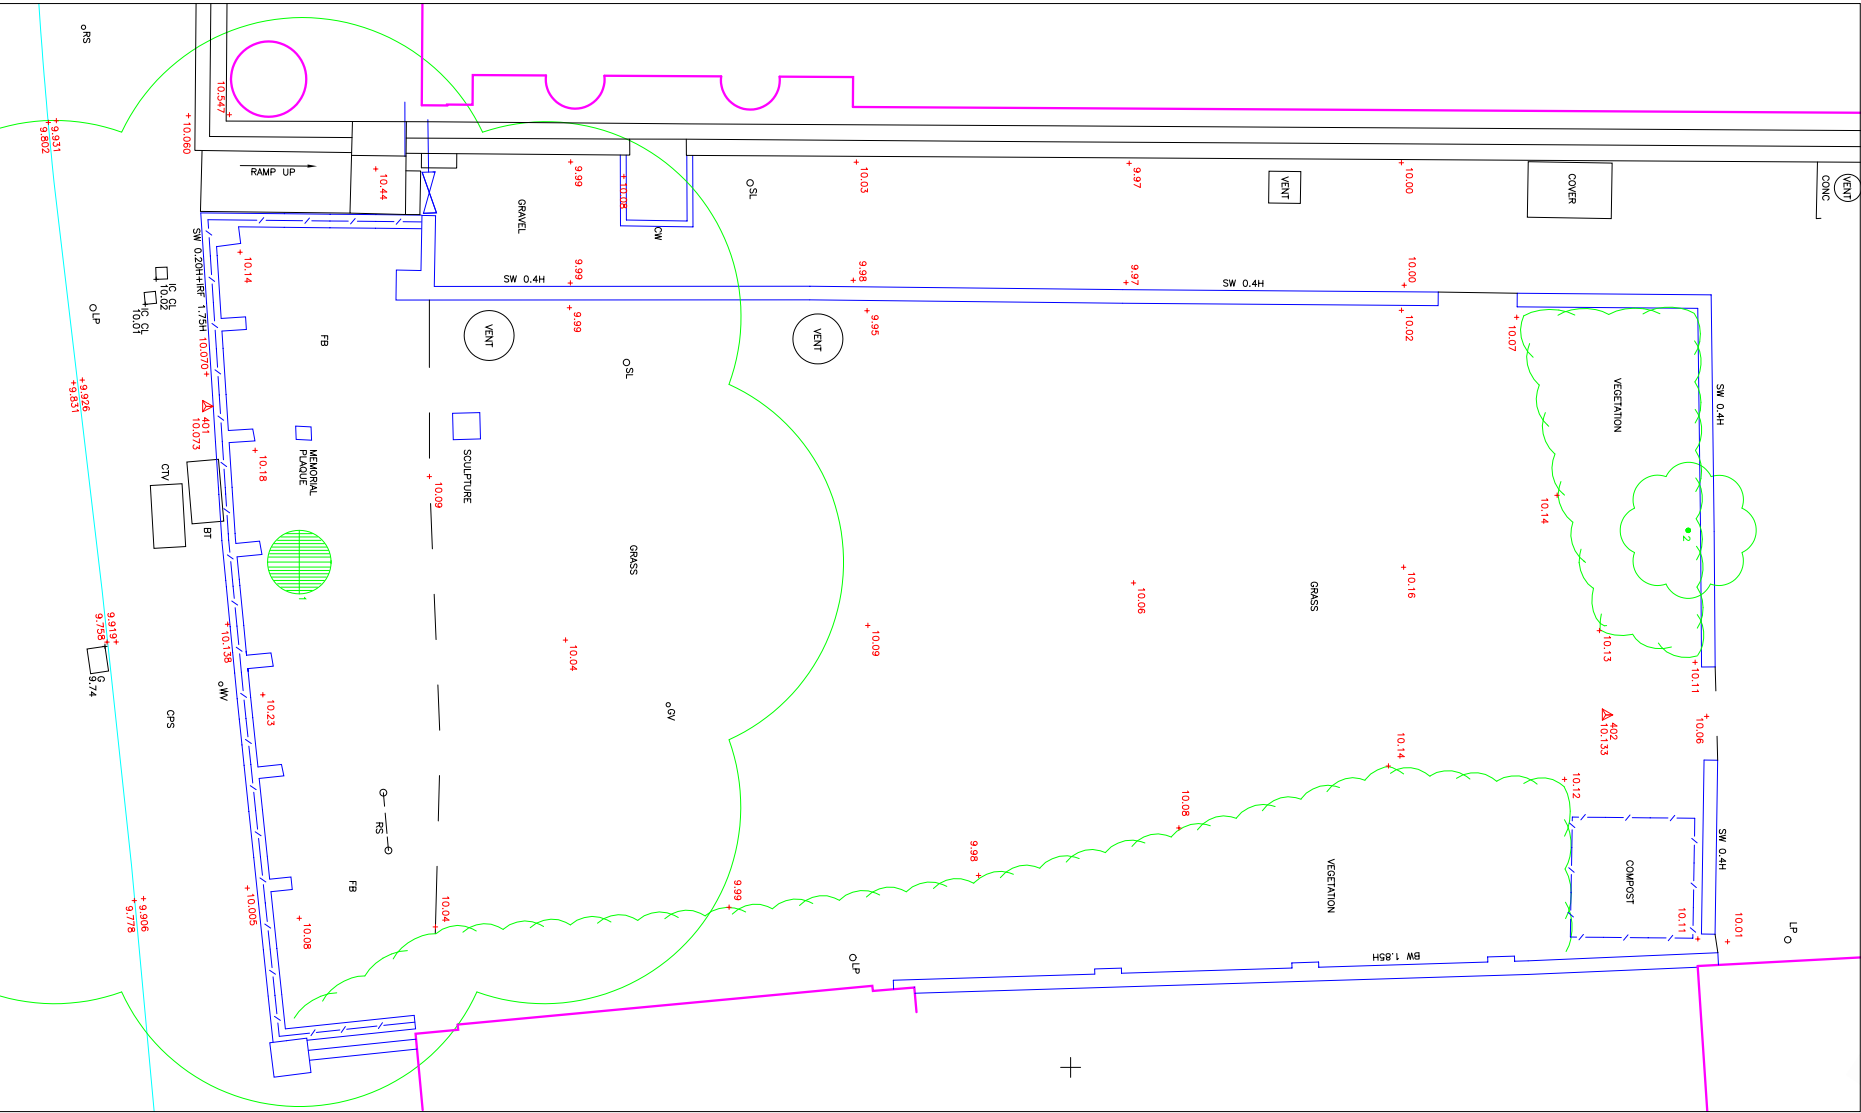 RS
9.931
9.802
10.060
10.547
RAMP UP
10.44
GRAVEL
9.99
10.08
CW
SL
10.03
9.97
VENT
10.00
COVER
CONC
VENT
SW 0.20H+IRF 1.75H
10.14
IC CL
10.02
IC CL
10.01
LP
10.070
FB
SW 0.4H
9.99
9.98
9.97
SW 0.4H
10.00
9.99
9.95
10.02
10.07
VENT
VENT
SL
9.926
9.831
401
10.073
CTV
BT
10.18
MEMORIAL
PLAQUE
SCULPTURE
10.09
VEGETATION
SW 0.4H
10.14
2
1
GRASS
GRASS
10.16
10.06
10.09
10.04
10.13
10.11
9.919
9.758
G
9.74
CPS
10.138
WV
10.23
GV
402
10.133
10.06
10.14
10.12
10.08
9.98
9.99
RS
FB
VEGETATION
COMPOST
SW 0.4H
10.04
10.11
10.01
LP
9.906
9.778
10.005
10.08
LP
BW 1.85H